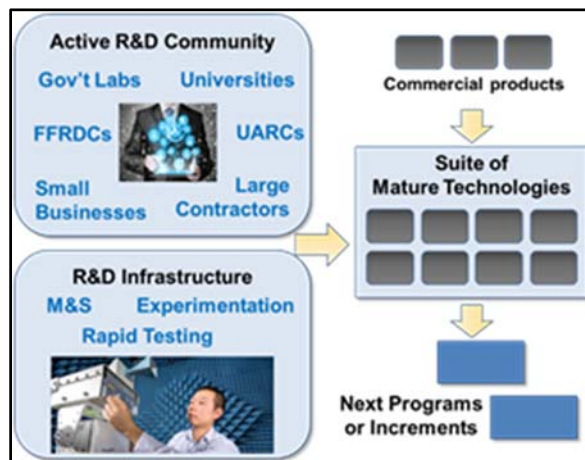 Active R&D Community
Gov't Labs
Universities
FFRDCs
UARCs
Small
Businesses
Large
Contractors
R&D Infrastructure
M&S
Experimentation
Rapid Testing
Commercial products
Suite of
Mature Technologies
Next Programs
or Increments